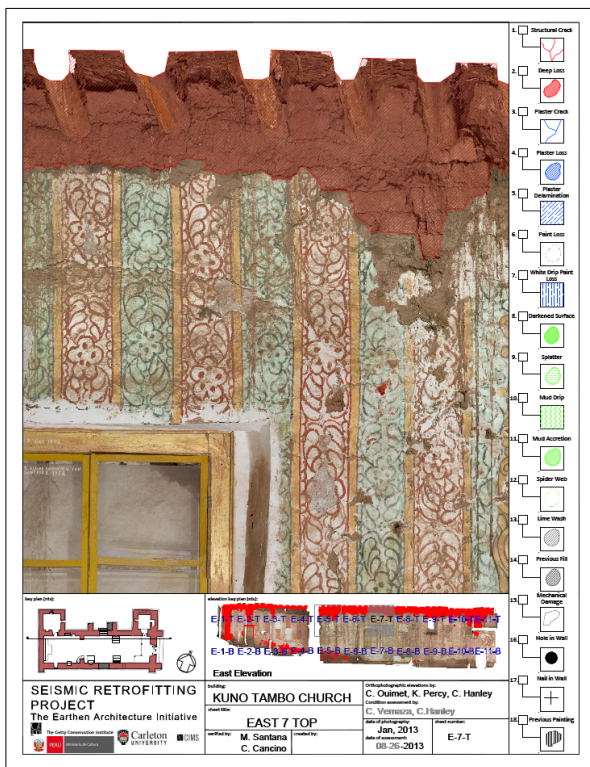 1. Structural Crack
2. Deep Loss
3. Plaster Crack
4. Plaster Loss
5. Plaster
Delamination
6. Paint Loss
7. White Drip Paint
Loss
8. Darkened Surface
9. Splatter
10. Mud Drip
11. Mud Accretion
12. Spider Web
13. Lime Wash
14. Previous Fill
15. Mechanical
Damage
16. Hole in Wall
17. Nail in Wall
18. Previous Painting
key plan (nts):
elevation key plan (nts):
E-1-T E-2-T E-3-T E-4-T E-5-T E-6-T E-7-T E-8-T E-9-T E-10-T E-11-T
E-1-B E-2-B E-3-B E-4-B E-5-B E-6-B E-7-B E-8-B E-9-B E-10-B E-11-B
East Elevation
SEISMIC RETROFITTING
PROJECT
The Earthen Architecture Initiative
The Getty Conservation Institute
PERÚ Ministerio de Cultura
Carleton
UNIVERSITY
CIMS
building:
KUNO TAMBO CHURCH
sheet title:
EAST 7 TOP
verified by: M. Santana
C. Cancino
created by:
Orthophotographic elevations by:
C. Ouimet, K. Percy, C. Hanley
Condition assessment by:
C. Vernaza, C.Hanley
date of photography:
Jan, 2013
date of assessment:
08-26-2013
sheet number:
E-7-T